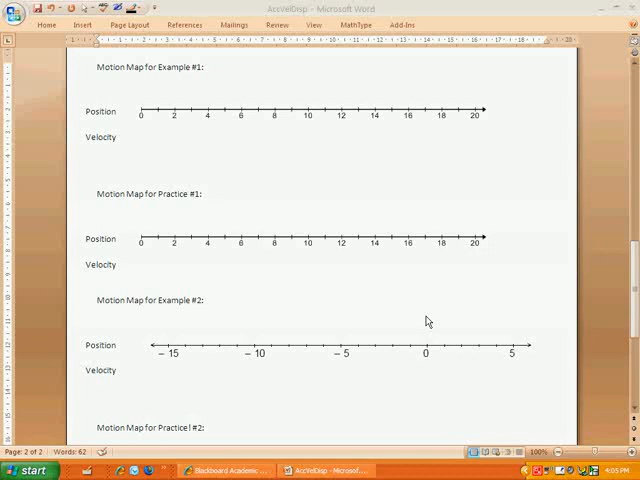 AccVelDisp - Microsoft Word
Home Insert Page Layout References Mailings Review View MathType Add-Ins
Motion Map for Example #1:
Position
0 2 4 6 8 10 12 14 16 18 20
Velocity
Motion Map for Practice #1:
Position
0 2 4 6 8 10 12 14 16 18 20
Velocity
Motion Map for Example #2:
Position
– 15 – 10 – 5 0 5
Velocity
Motion Map for Practice #2:
Page: 2 of 2 Words: 62 100%
start Blackboard Academic ... AccVelDisp - Microsof... 4:05 PM